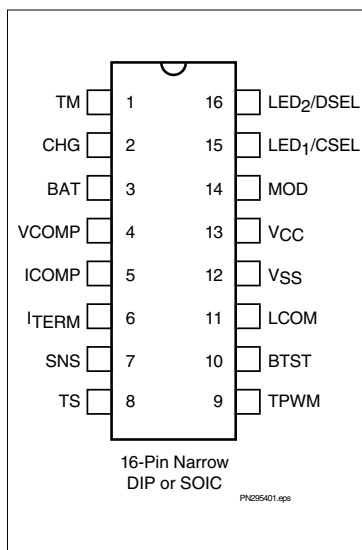 TM 1 16 LED2/DSEL
CHG 2 15 LED1/CSEL
BAT 3 14 MOD
VCOMP 4 13 VCC
ICOMP 5 12 VSS
ITERM 6 11 LCOM
SNS 7 10 BTST
TS 8 9 TPWM
16-Pin Narrow
DIP or SOIC
PN295401.eps